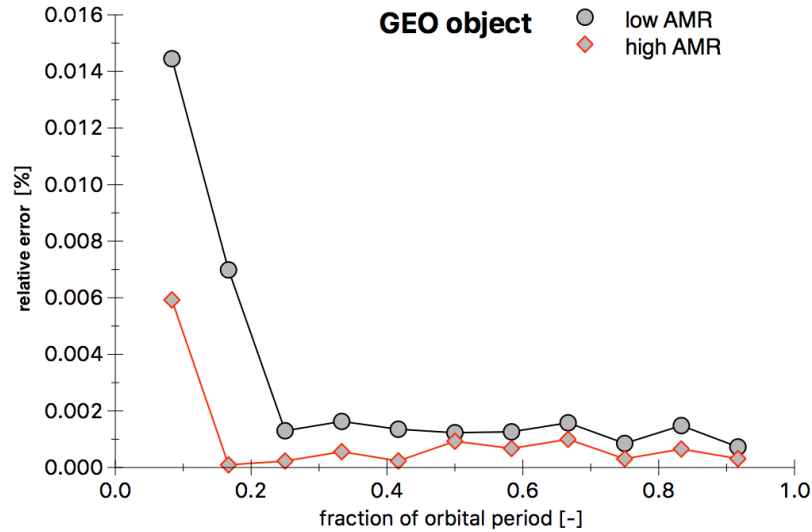 GEO object
low AMR
high AMR
relative error [%]
0.016
0.014
0.012
0.010
0.008
0.006
0.004
0.002
0.000
0.0 0.2 0.4 0.6 0.8 1.0
fraction of orbital period [-]